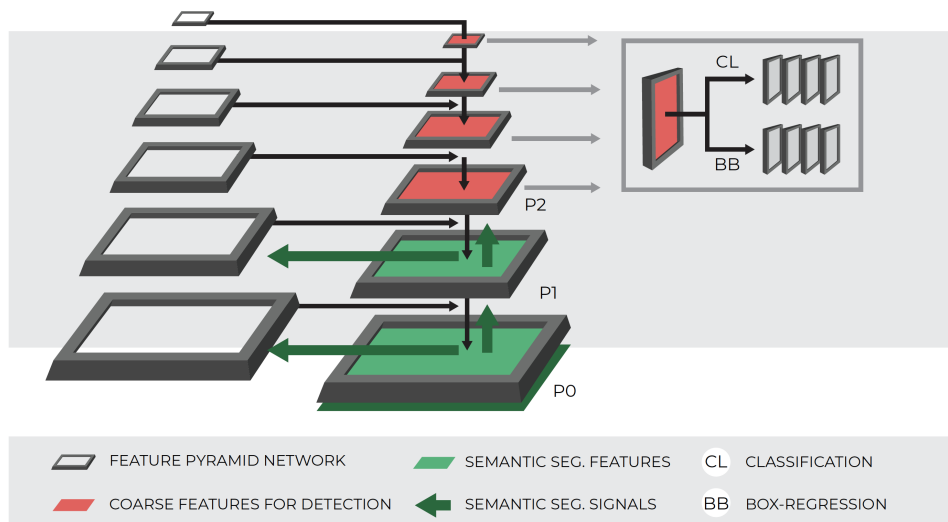 CL
BB
P2
P1
P0
FEATURE PYRAMID NETWORK
SEMANTIC SEG. FEATURES
CL CLASSIFICATION
COARSE FEATURES FOR DETECTION
SEMANTIC SEG. SIGNALS
BB BOX-REGRESSION